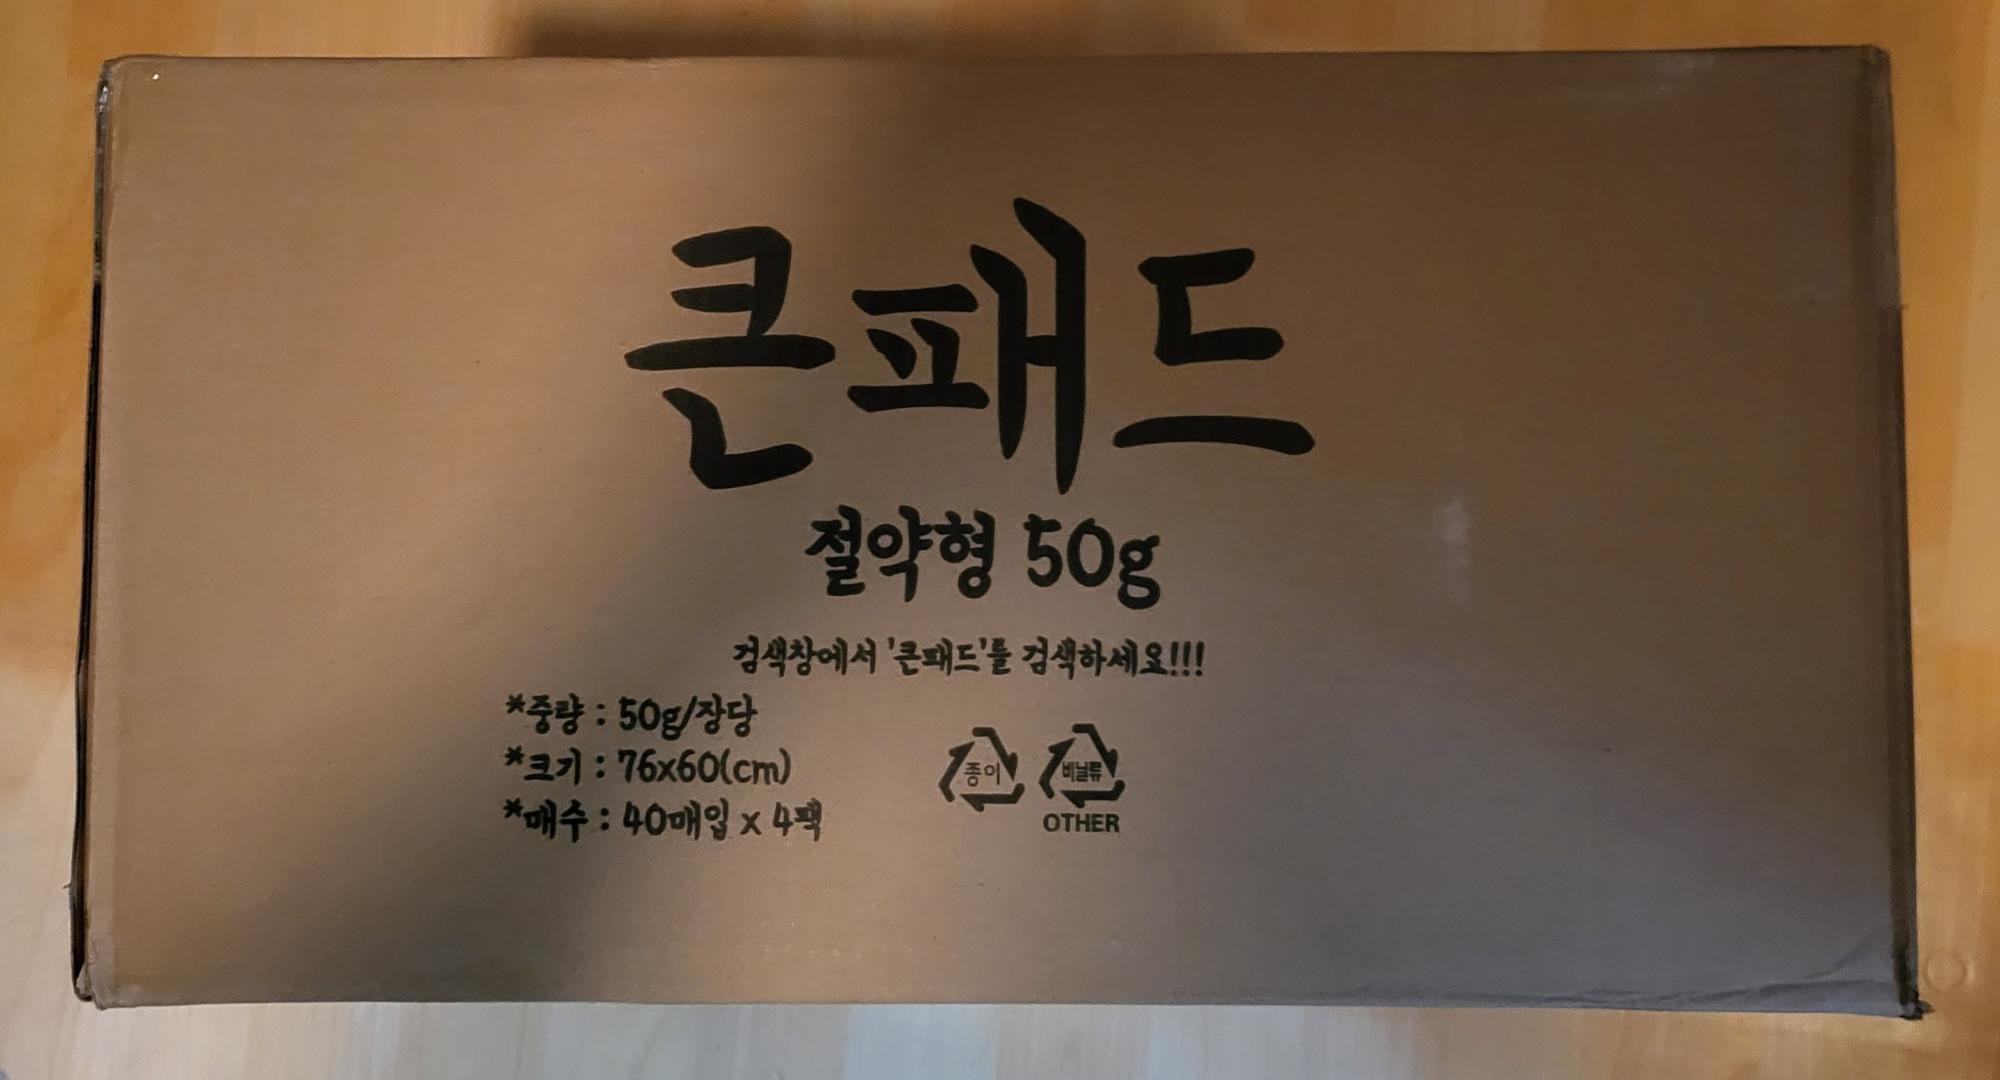 큰패드
절약형 50g
검색창에서 '큰패드'를 검색하세요!!!
*중량 : 50g/장당
*크기 : 76x60(cm)
*매수 : 40매입 x 4팩
종이 비닐류
OTHER